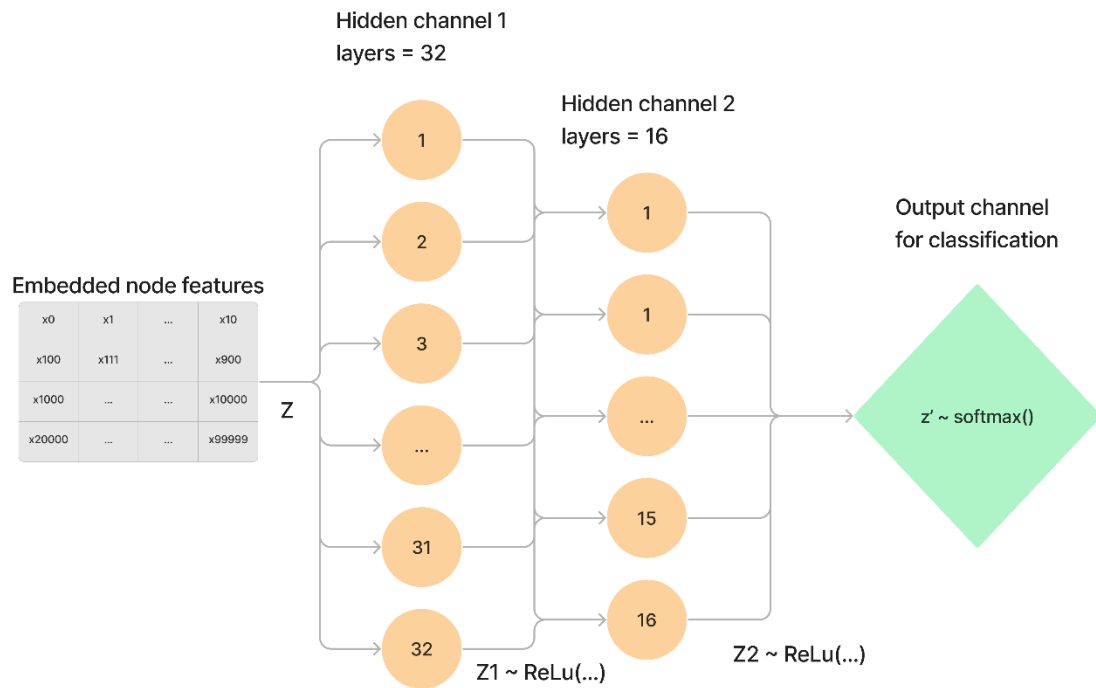 Hidden channel 1
layers = 32
Hidden channel 2
layers = 16
Output channel
for classification
Embedded node features
x0 x1 ... x10
x100 x111 ... x900
x1000 ... ... x10000
x20000 ... ... x99999
Z
1
2
3
...
31
32
Z1 ~ ReLu(...)
1
1
...
15
16
Z2 ~ ReLu(...)
z’ ~ softmax()